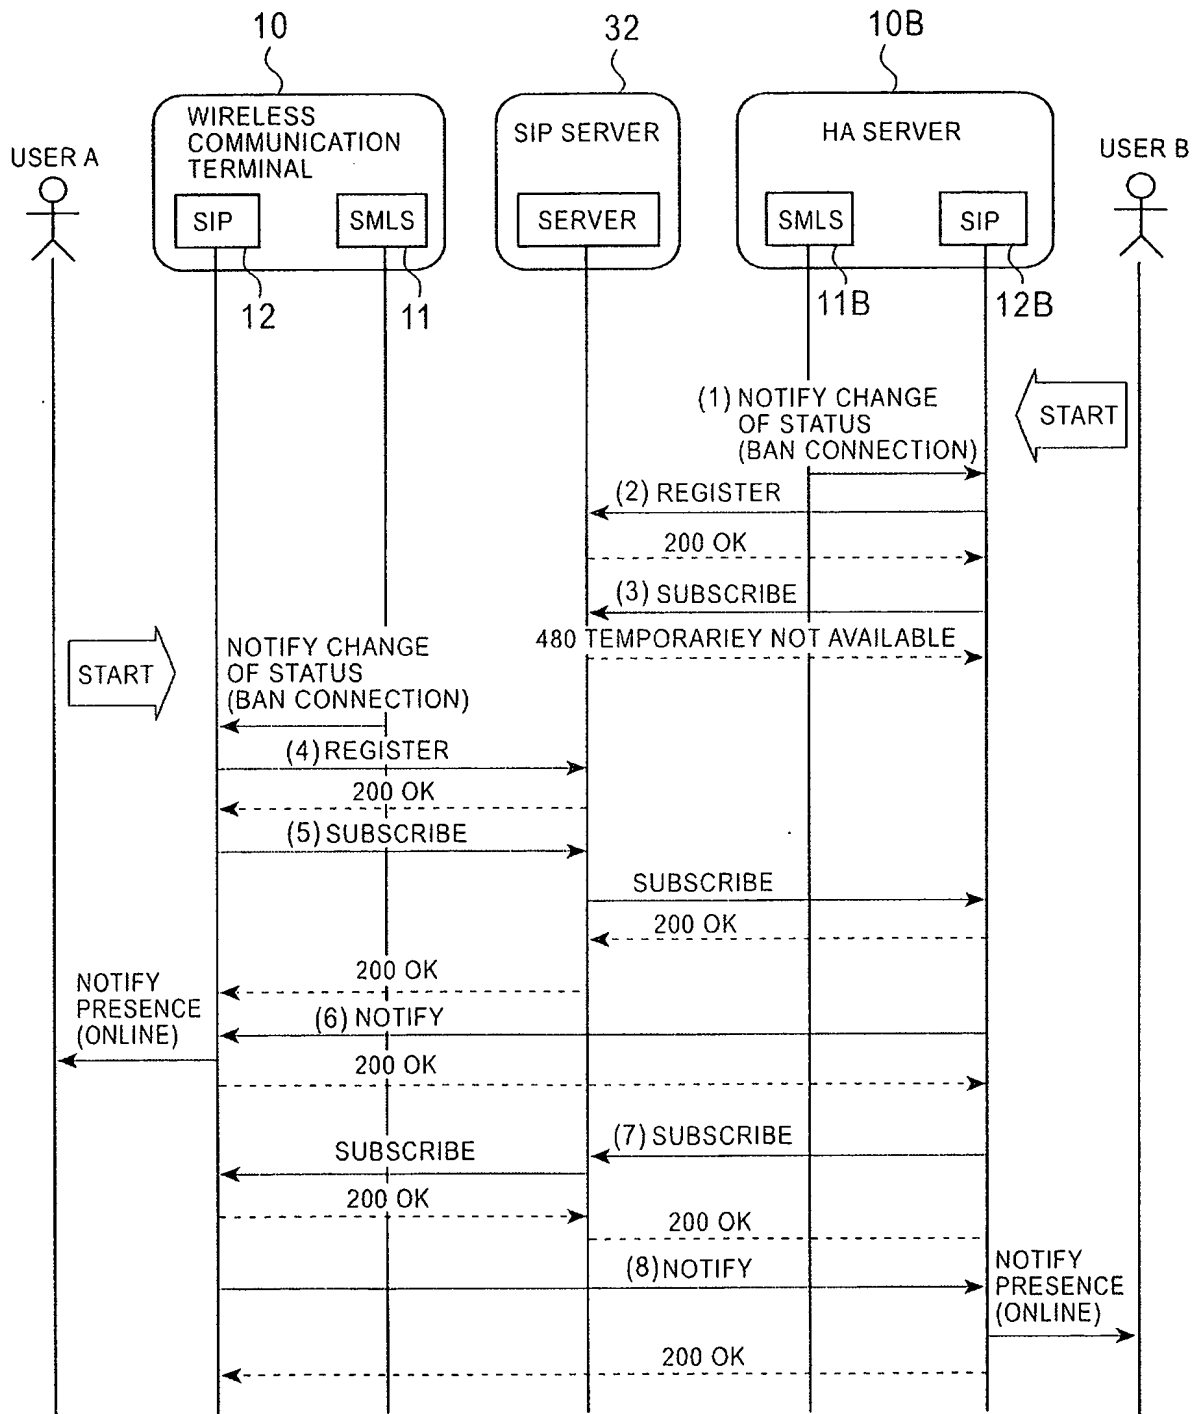 10
32
10B
WIRELESS
COMMUNICATION
TERMINAL
SIP SERVER
HA SERVER
USER A
USER B
SIP
SMLS
SERVER
SMLS
SIP
12
11
11B
12B
(1) NOTIFY CHANGE
OF STATUS
(BAN CONNECTION)
START
(2) REGISTER
200 OK
(3) SUBSCRIBE
480 TEMPORARIEY NOT AVAILABLE
START
NOTIFY CHANGE
OF STATUS
(BAN CONNECTION)
(4) REGISTER
200 OK
(5) SUBSCRIBE
SUBSCRIBE
200 OK
200 OK
NOTIFY
PRESENCE
(ONLINE)
(6) NOTIFY
200 OK
(7) SUBSCRIBE
SUBSCRIBE
200 OK
200 OK
(8) NOTIFY
NOTIFY
PRESENCE
(ONLINE)
200 OK